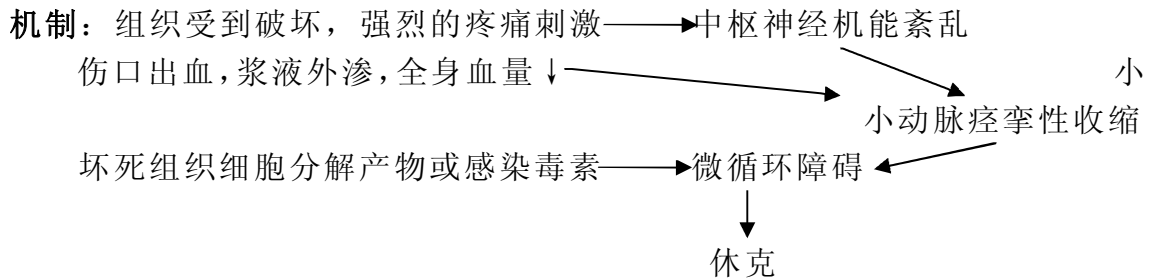 机制：组织受到破坏，强烈的疼痛刺激→中枢神经机能紊乱
伤口出血,浆液外渗,全身血量↓
小
小动脉痉挛性收缩
坏死组织细胞分解产物或感染毒素→微循环障碍
休克